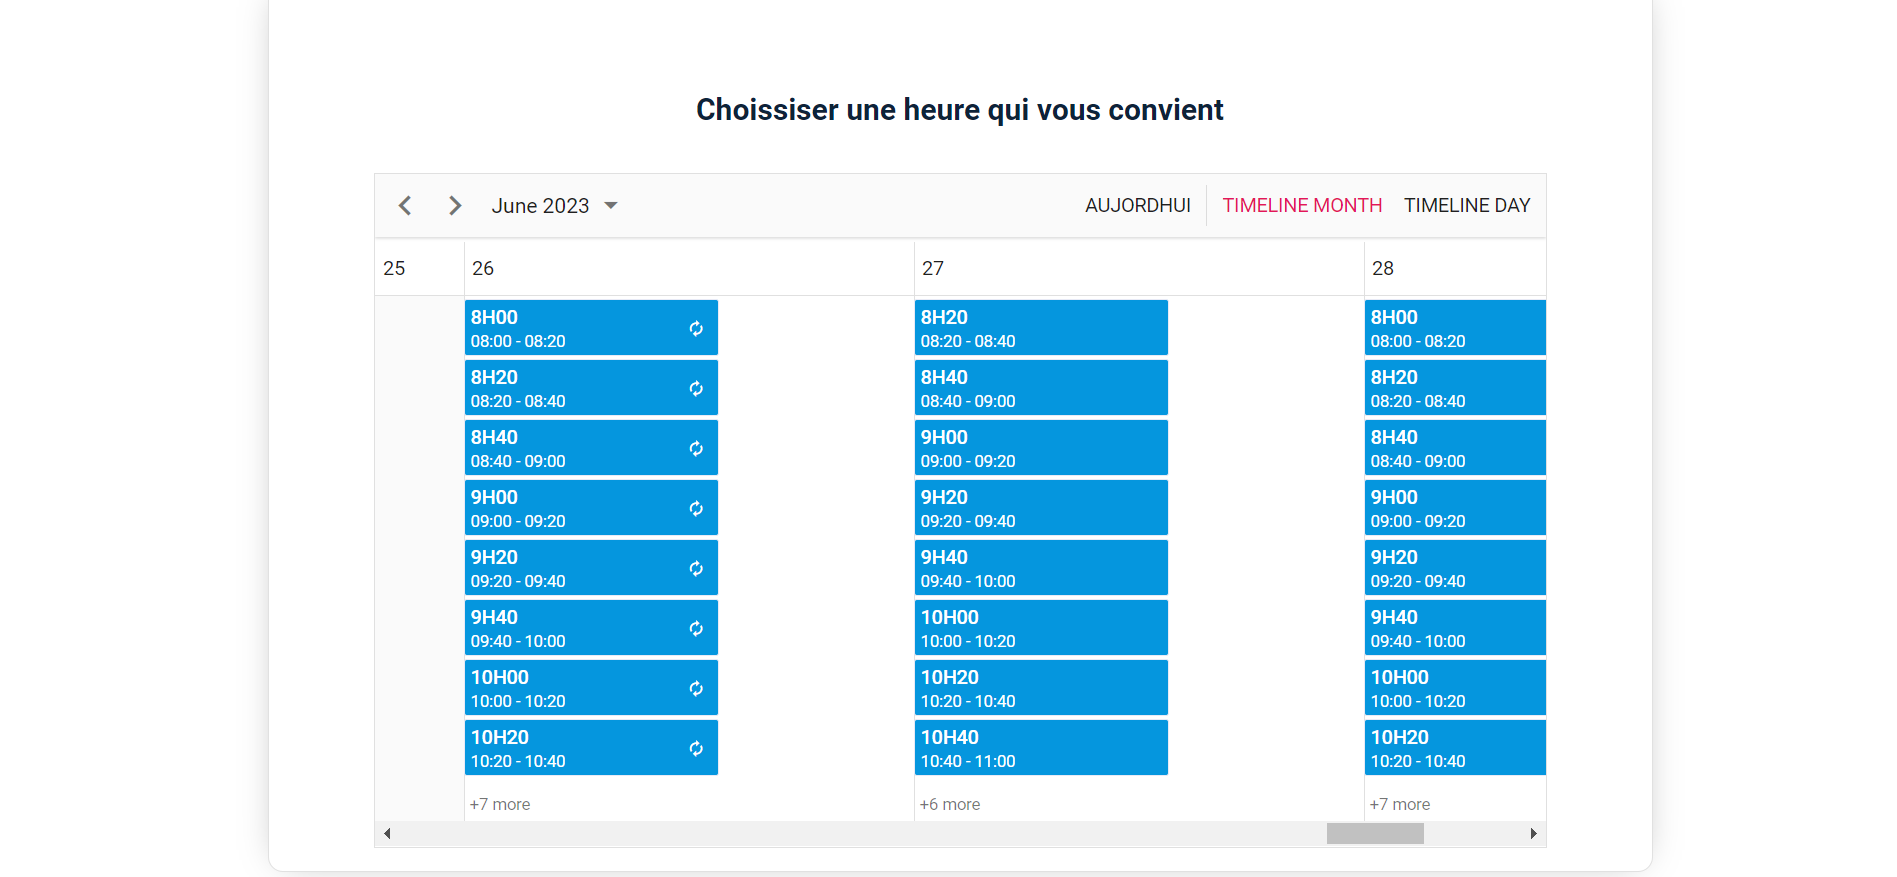 Choissiser une heure qui vous convient
June 2023 AUJORDHUI TIMELINE MONTH TIMELINE DAY
25 26 27 28
8H00
08:00 - 08:20
8H20
08:20 - 08:40
8H40
08:40 - 09:00
9H00
09:00 - 09:20
9H20
09:20 - 09:40
9H40
09:40 - 10:00
10H00
10:00 - 10:20
10H20
10:20 - 10:40
+7 more
8H20
08:20 - 08:40
8H40
08:40 - 09:00
9H00
09:00 - 09:20
9H20
09:20 - 09:40
9H40
09:40 - 10:00
10H00
10:00 - 10:20
10H20
10:20 - 10:40
10H40
10:40 - 11:00
+6 more
8H00
08:00 - 08:20
8H20
08:20 - 08:40
8H40
08:40 - 09:00
9H00
09:00 - 09:20
9H20
09:20 - 09:40
9H40
09:40 - 10:00
10H00
10:00 - 10:20
10H20
10:20 - 10:40
+7 more